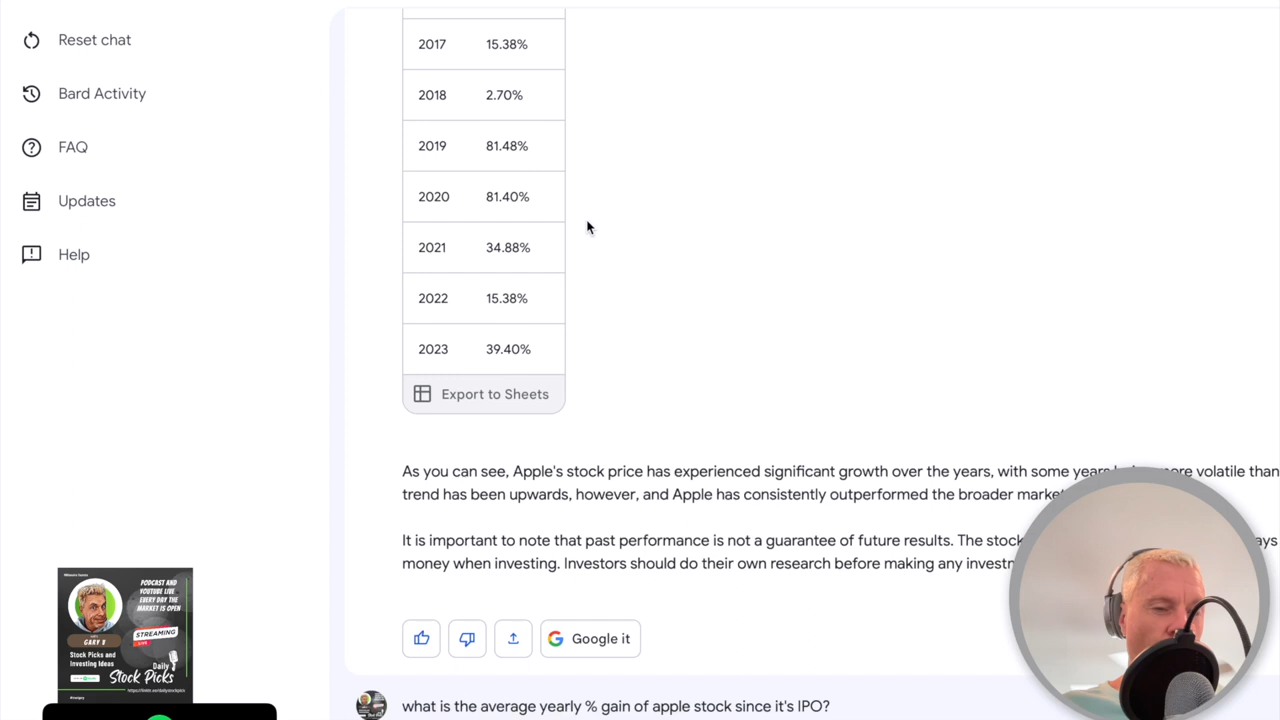 Reset chat
Bard Activity
FAQ
Updates
Help
2017 15.38%
2018 2.70%
2019 81.48%
2020 81.40%
2021 34.88%
2022 15.38%
2023 39.40%
Export to Sheets
As you can see, Apple's stock price has experienced significant growth over the years, with some years more volatile than
trend has been upwards, however, and Apple has consistently outperformed the broader market
It is important to note that past performance is not a guarantee of future results. The stock
money when investing. Investors should do their own research before making any
Google it
what is the average yearly % gain of apple stock since it's IPO?
PODCAST AND
YOUTUBE LIVE
EVERY DAY THE
MARKET IS OPEN
STREAMING
GARY B
Stock Picks and
Investing Ideas
Daily
Stock Picks